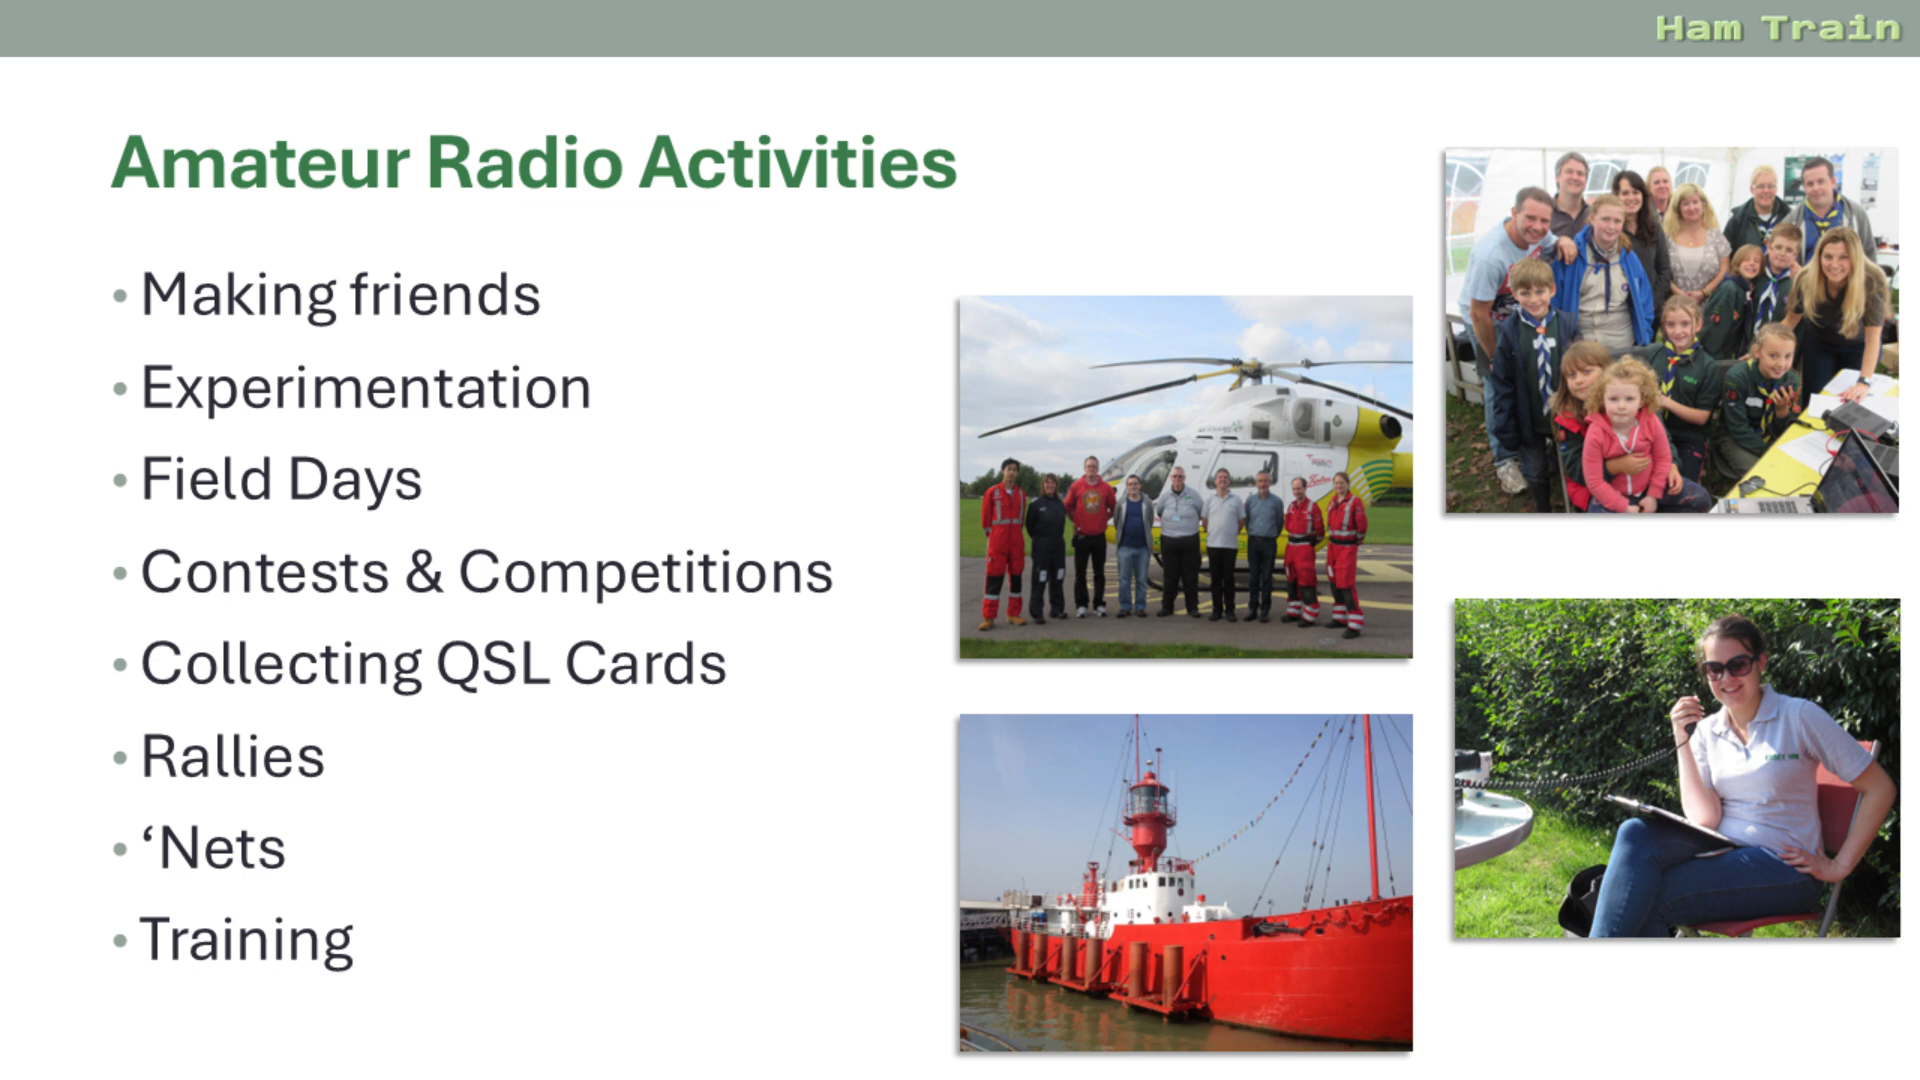 Ham Train
Amateur Radio Activities
• Making friends
• Experimentation
• Field Days
• Contests & Competitions
• Collecting QSL Cards
• Rallies
• ‘Nets
• Training